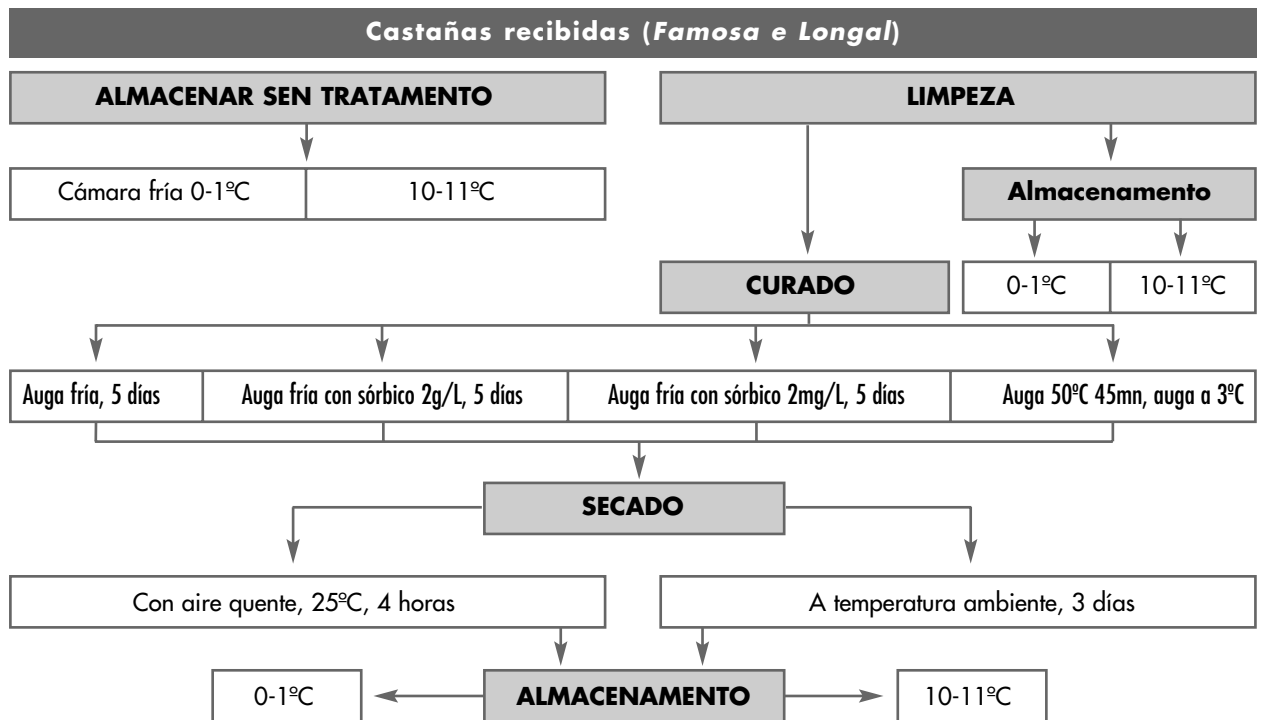 Castañas recibidas (Famosa e Longal)
ALMACENAR SEN TRATAMENTO
LIMPEZA
Cámara fría 0-1ºC
10-11ºC
Almacenamento
CURADO
0-1ºC
10-11ºC
Auga fría, 5 días
Auga fría con sórbico 2g/L, 5 días
Auga fría con sórbico 2mg/L, 5 días
Auga 50ºC 45mn, auga a 3ºC
SECADO
Con aire quente, 25ºC, 4 horas
A temperatura ambiente, 3 días
0-1ºC
ALMACENAMENTO
10-11ºC